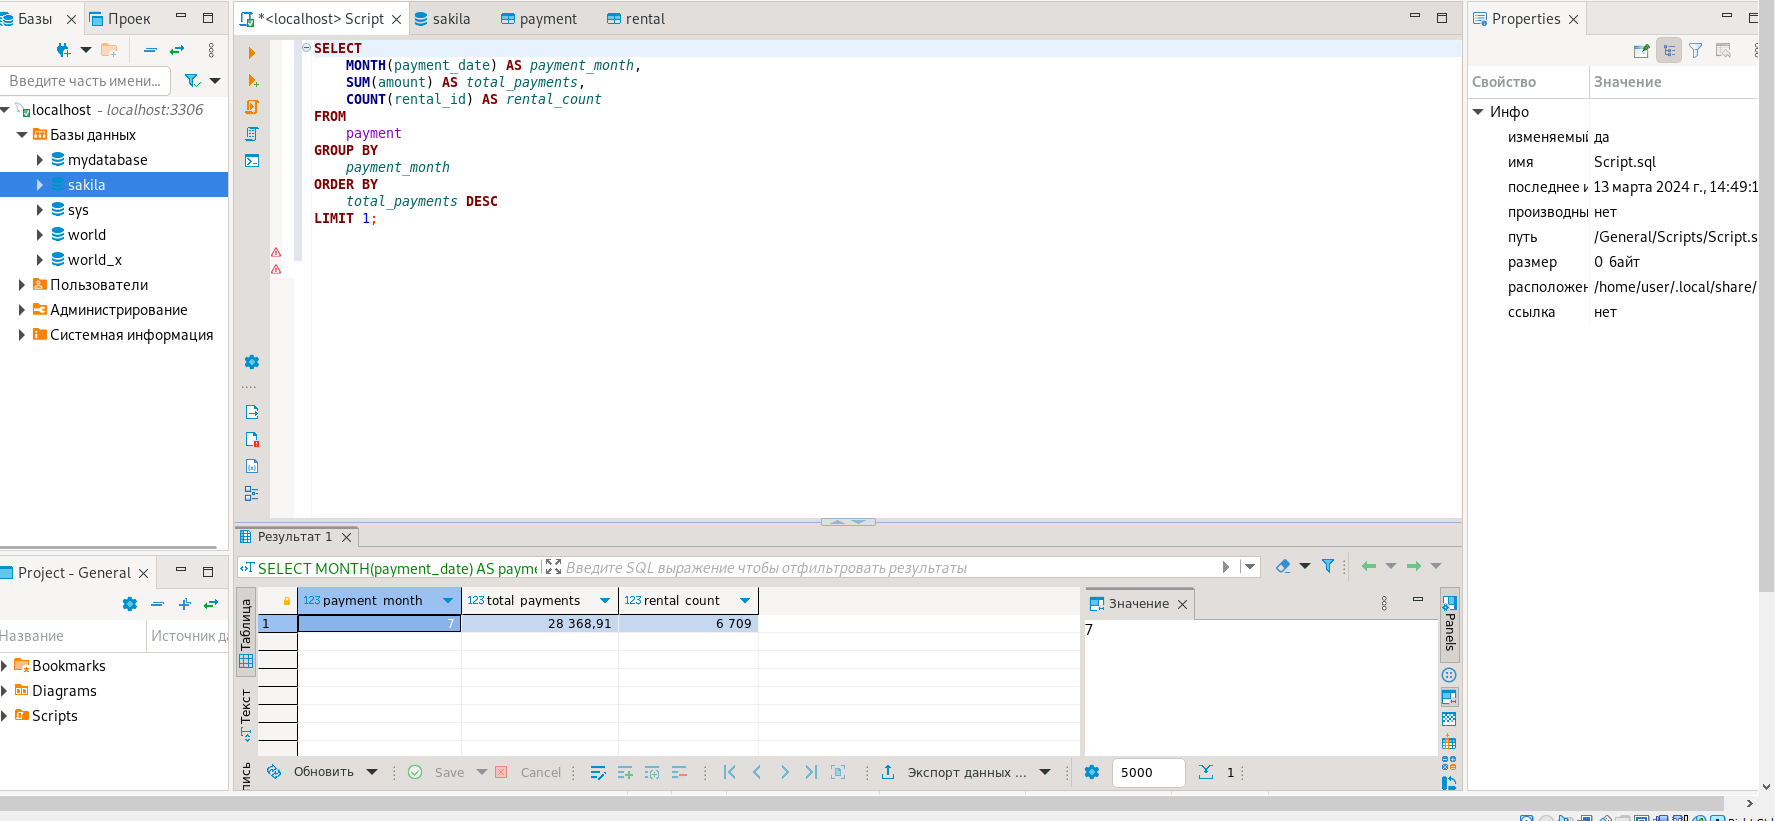 Базы
Проек
*<localhost> Script
sakila
payment
rental
Properties
Введите часть имени...
localhost - localhost:3306
Базы данных
mydatabase
sakila
sys
world
world_x
Пользователи
Администрирование
Системная информация
SELECT
MONTH(payment_date) AS payment_month,
SUM(amount) AS total_payments,
COUNT(rental_id) AS rental_count
FROM
payment
GROUP BY
payment_month
ORDER BY
total_payments DESC
LIMIT 1;
Свойство Значение
Инфо
изменяемый да
имя Script.sql
последнее и 13 марта 2024 г., 14:49:1
производны нет
путь /General/Scripts/Script.s
размер 0 байт
расположен /home/user/.local/share/
ссылка нет
Project - General
Название Источник да
Bookmarks
Diagrams
Scripts
Результат 1
SELECT MONTH(payment_date) AS payme
Введите SQL выражение чтобы отфильтровать результаты
Таблица
Текст
пись
123 payment_month 123 total_payments 123 rental_count
1 7 28 368,91 6 709
Значение
7
Panels
Обновить Save Cancel Экспорт данных ... 5000 1